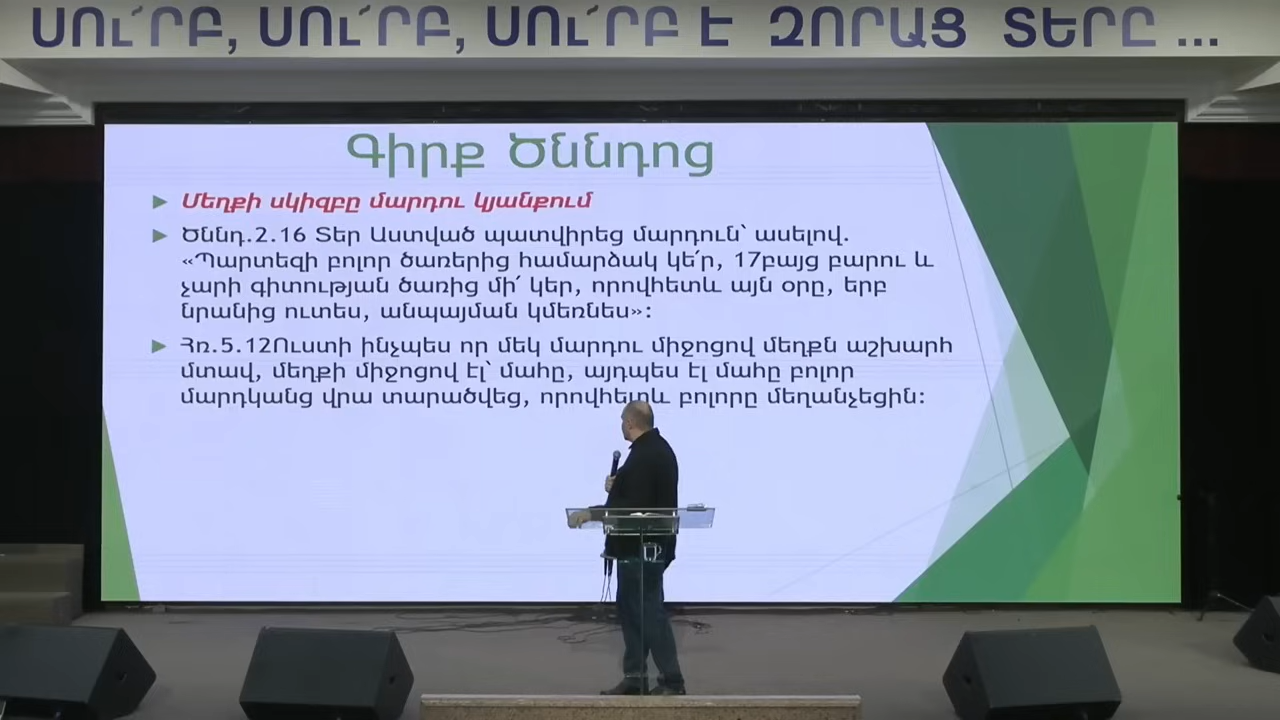 ՍՈւ՜ՐԲ, ՍՈւ՜ՐԲ, ՍՈւ՜ՐԲ Է ԶՈՐԱՑ ՏԵՐԸ ...
Գիրք Ծննդոց
Մեղքի սկիզբը մարդու կյանքում
Ծննդ.2.16 Տեր Աստված պատվիրեց մարդուն՝ ասելով.
«Պարտեզի բոլոր ծառերից համարձակ կե՛ր, 17բայց բարու և
չարի գիտության ծառից մի՛ կեր, որովհետև այն օրը, երբ
նրանից ուտես, անպայման կմեռնես»:
Հռ.5.12Ուստի ինչպես որ մեկ մարդու միջոցով մեղքն աշխարհ
մտավ, մեղքի միջոցով էլ՝ մահը, այդպես էլ մահը բոլոր
մարդկանց վրա տարածվեց, որովհետև բոլորը մեղանչեցին: